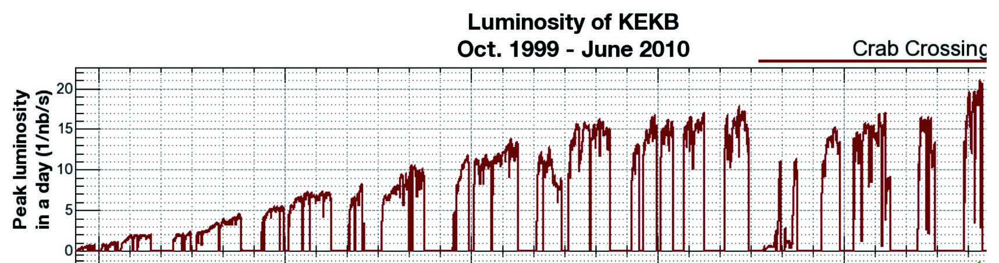 Luminosity of KEKB
Oct. 1999 - June 2010
Crab Crossing
Peak luminosity
in a day (1/nb/s)
20
15
10
5
0